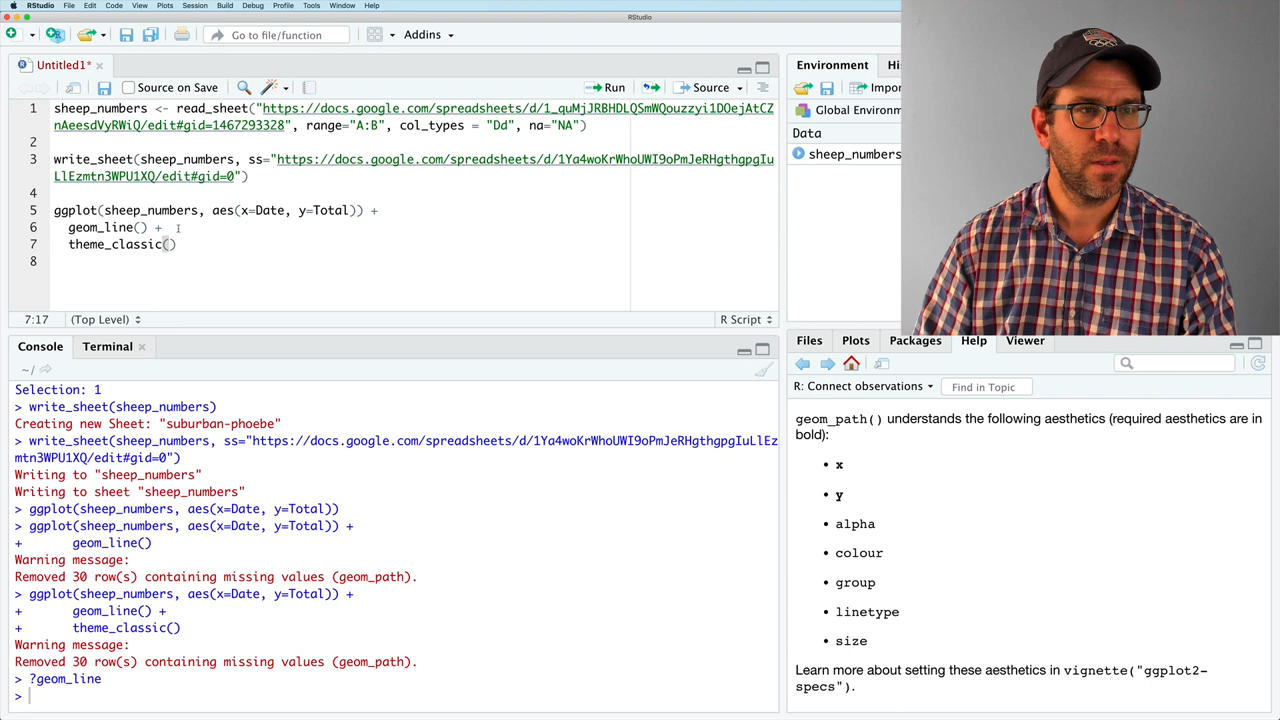 RStudio File Edit Code View Plots Session Build Debug Profile Tools Window Help
RStudio
Go to file/function
Addins
Untitled1*
Source on Save
Run
Source
1 sheep_numbers <- read_sheet("https://docs.google.com/spreadsheets/d/1_quMjJRBHDLQSmWQouzzyi1DOejAtCZ
nAeesdVyRWiQ/edit#gid=1467293328", range="A:B", col_types = "Dd", na="NA")
2
3 write_sheet(sheep_numbers, ss="https://docs.google.com/spreadsheets/d/1Ya4woKrWhoUWI9oPmJeRHgthgpgIu
LlEzmtn3WPU1XQ/edit#gid=0")
4
5 ggplot(sheep_numbers, aes(x=Date, y=Total)) +
6 geom_line() +
7 theme_classic()
8
7:17 (Top Level) R Script
Console Terminal
~/
Selection: 1
> write_sheet(sheep_numbers)
Creating new Sheet: "suburban-phoebe"
> write_sheet(sheep_numbers, ss="https://docs.google.com/spreadsheets/d/1Ya4woKrWhoUWI9oPmJeRHgthgpgIuLlEz
mtn3WPU1XQ/edit#gid=0")
Writing to "sheep_numbers"
Writing to sheet "sheep_numbers"
> ggplot(sheep_numbers, aes(x=Date, y=Total))
> ggplot(sheep_numbers, aes(x=Date, y=Total)) +
+ geom_line()
Warning message:
Removed 30 row(s) containing missing values (geom_path).
> ggplot(sheep_numbers, aes(x=Date, y=Total)) +
+ geom_line() +
+ theme_classic()
Warning message:
Removed 30 row(s) containing missing values (geom_path).
> ?geom_line
>
Environment His
Impor
Global Environ
Data
sheep_numbers
Files Plots Packages Help Viewer
R: Connect observations Find in Topic
geom_path() understands the following aesthetics (required aesthetics are in
bold):
• x
• y
• alpha
• colour
• group
• linetype
• size
Learn more about setting these aesthetics in vignette("ggplot2-
specs").